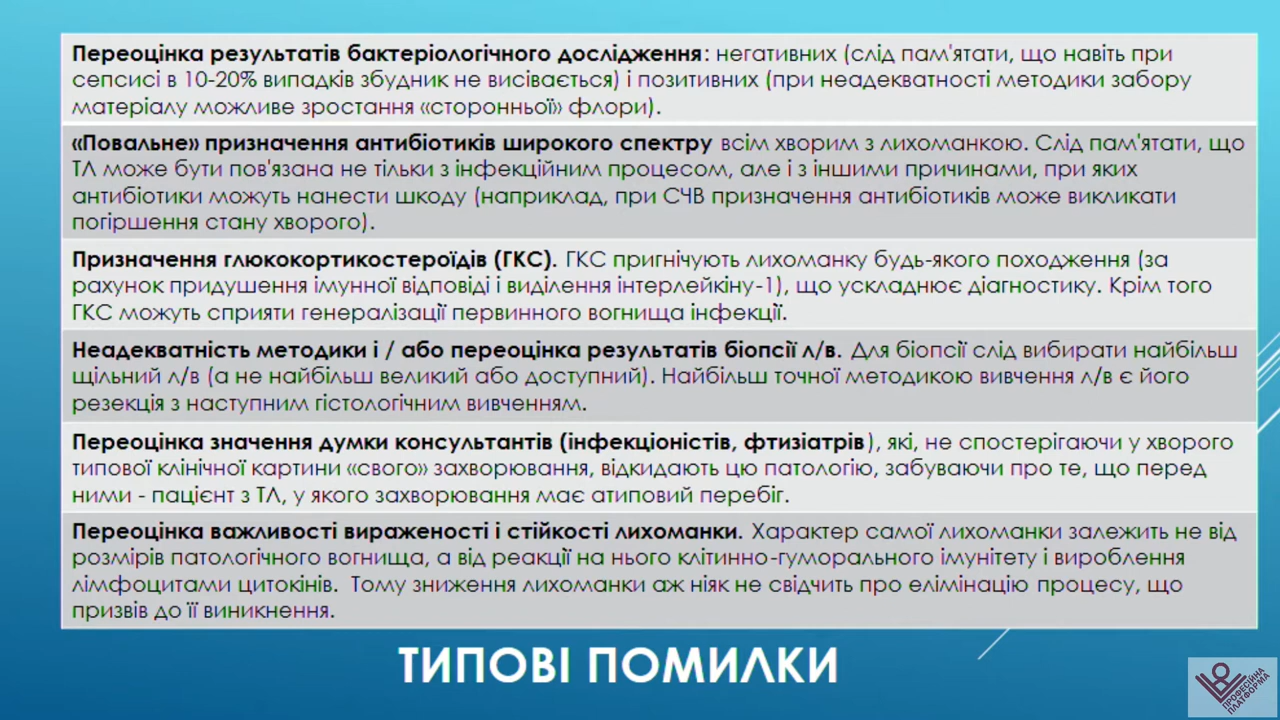 Переоцінка результатів бактеріологічного дослідження: негативних (слід пам'ятати, що навіть при
сепсисі в 10-20% випадків збудник не висівається) і позитивних (при неадекватності методики забору
матеріалу можливе зростання «сторонньої» флори).
«Повальне» призначення антибіотиків широкого спектру всім хворим з лихоманкою. Слід пам'ятати, що
ТЛ може бути пов'язана не тільки з інфекційним процесом, але і з іншими причинами, при яких
антибіотики можуть нанести шкоду (наприклад, при СЧВ призначення антибіотиків може викликати
погіршення стану хворого).
Призначення глюкокортикостероїдів (ГКС). ГКС пригнічують лихоманку будь-якого походження (за
рахунок придушення імунної відповіді і виділення інтерлейкіну-1), що ускладнює діагностику. Крім того
ГКС можуть сприяти генералізації первинного вогнища інфекції.
Неадекватність методики і / або переоцінка результатів біопсії л/в. Для біопсії слід вибирати найбільш
щільний л/в (а не найбільш великий або доступний). Найбільш точної методикою вивчення л/в є його
резекція з наступним гістологічним вивченням.
Переоцінка значення думки консультантів (інфекціоністів, фтизіатрів), які, не спостерігаючи у хворого
типової клінічної картини «свого» захворювання, відкидають цю патологію, забуваючи про те, що перед
ними - пацієнт з ТЛ, у якого захворювання має атиповий перебіг.
Переоцінка важливості вираженості і стійкості лихоманки. Характер самої лихоманки залежить не від
розмірів патологічного вогнища, а від реакції на нього клітинно-гуморального імунітету і вироблення
лімфоцитами цитокінів. Тому зниження лихоманки аж ніяк не свідчить про елімінацію процесу, що
призвів до її виникнення.
ТИПОВІ ПОМИЛКИ
ПРОФЕСІЙНА
ПЛАТФОРМА